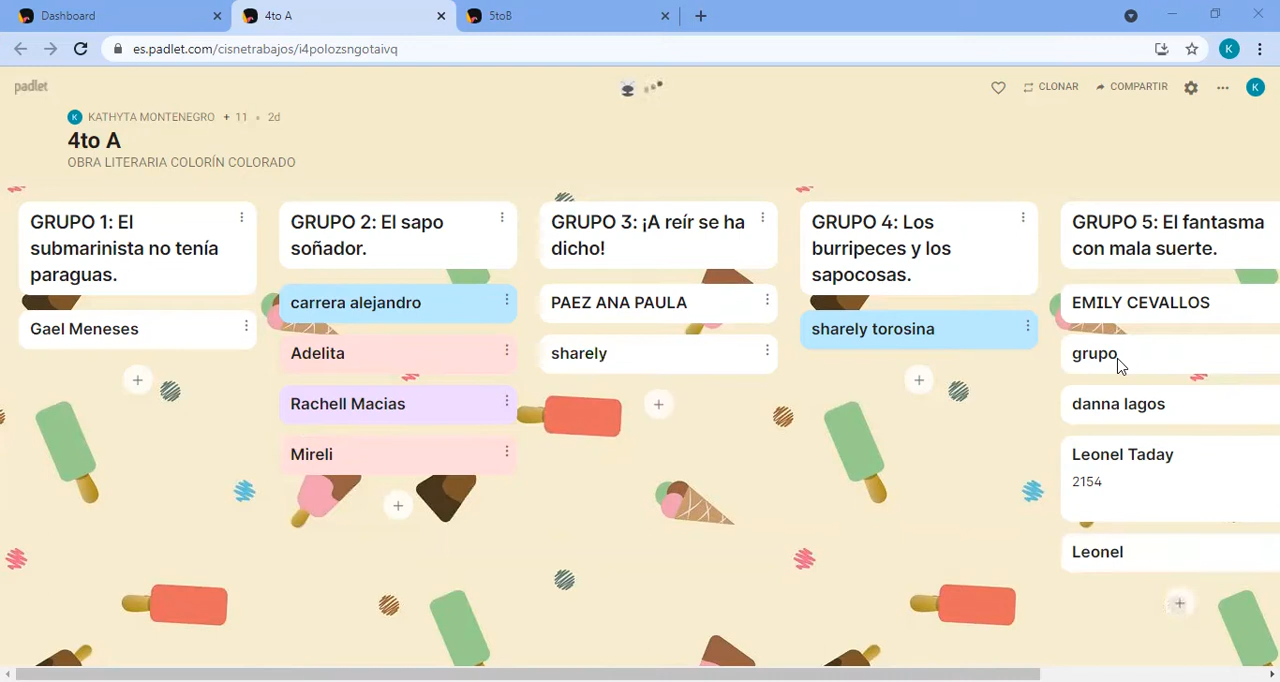 Dashboard
4to A
5toB
es.padlet.com/cisnetrabajos/i4polozsngotaivq
K
padlet
CLONAR
COMPARTIR
K
K KATHYTA MONTENEGRO + 11 • 2d
4to A
OBRA LITERARIA COLORÍN COLORADO
GRUPO 1: El
submarinista no tenía
paraguas.
Gael Meneses
GRUPO 2: El sapo
soñador.
carrera alejandro
Adelita
Rachell Macias
Mireli
GRUPO 3: ¡A reír se ha
dicho!
PAEZ ANA PAULA
sharely
GRUPO 4: Los
burripeces y los
sapocosas.
sharely torosina
GRUPO 5: El fantasma
con mala suerte.
EMILY CEVALLOS
grupo
danna lagos
Leonel Taday
2154
Leonel